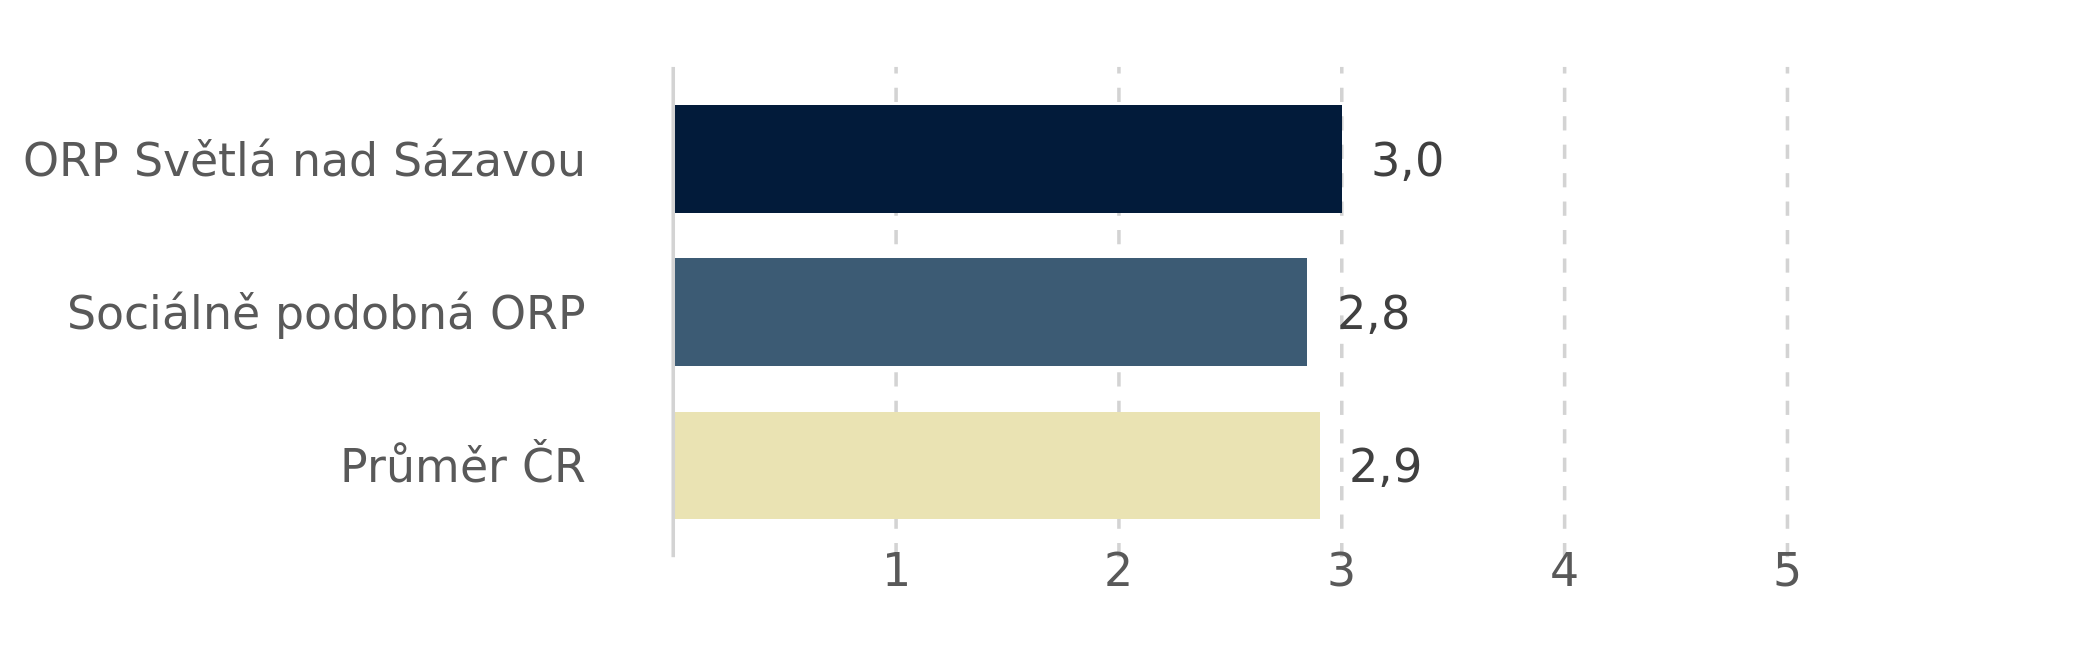 ORP Světlá nad Sázavou 3,0
Sociálně podobná ORP 2,8
Průměr ČR 2,9
1 2 3 4 5